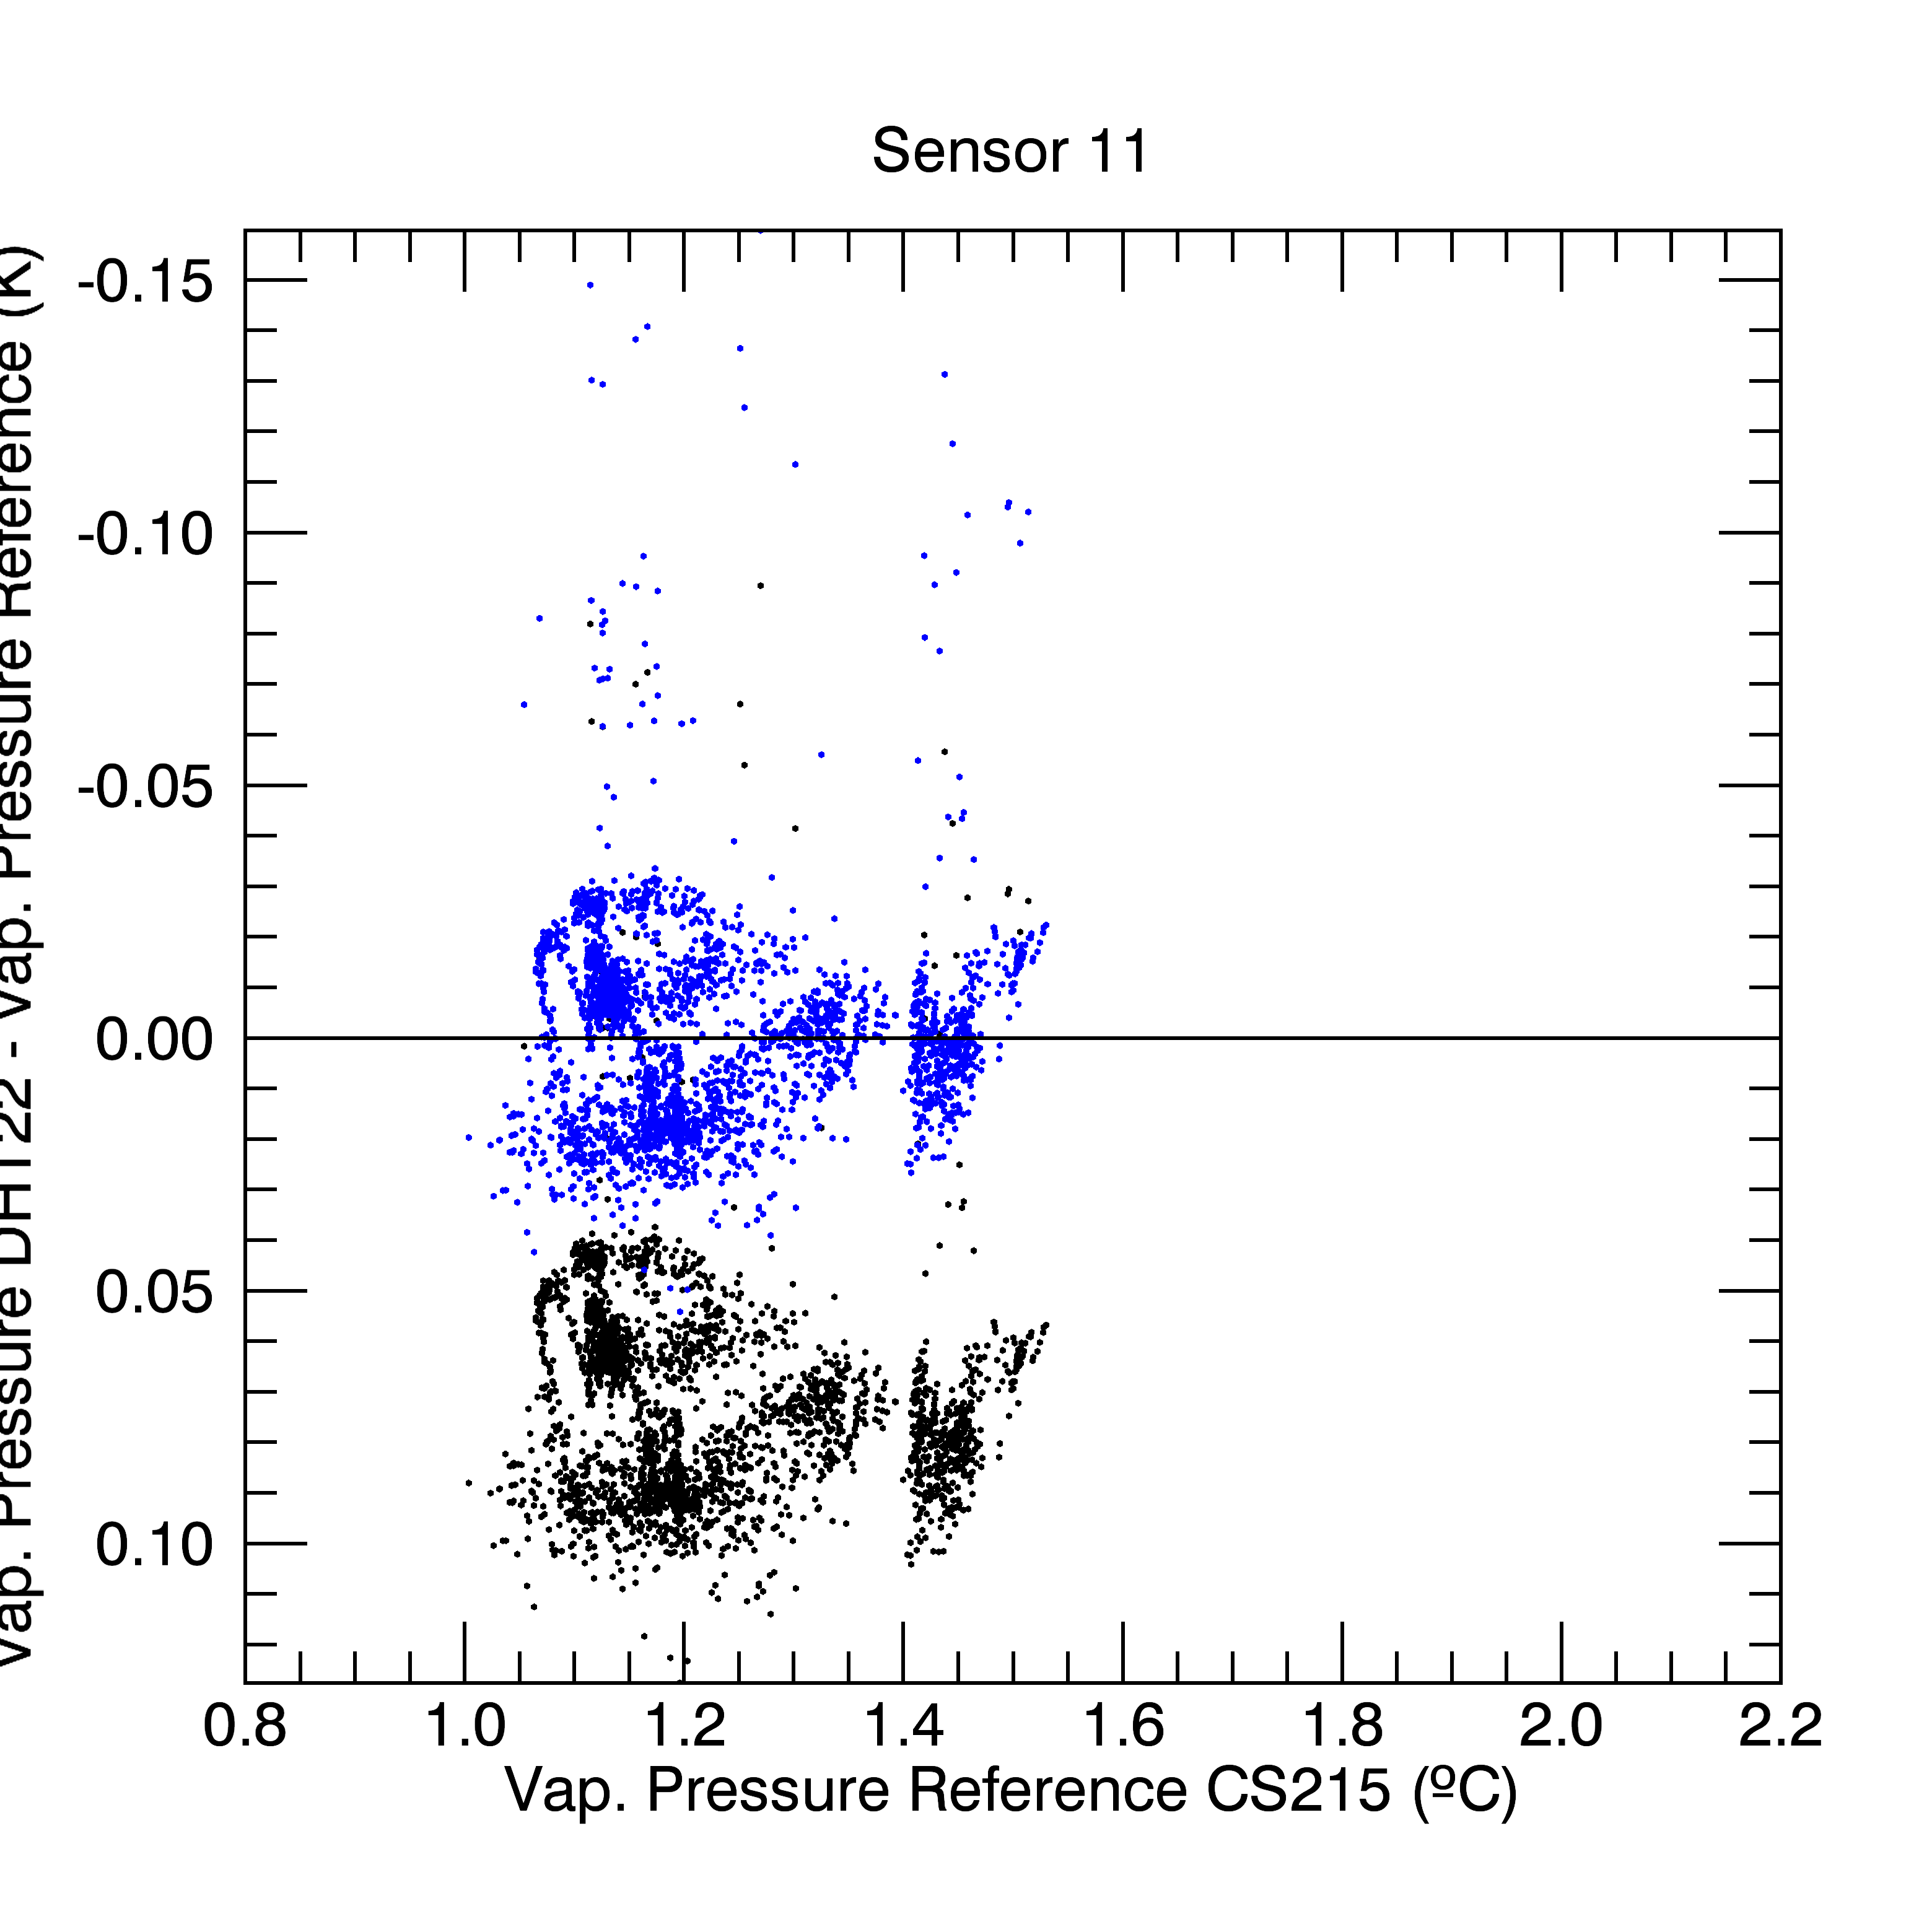 Sensor 11
Vap. Pressure DHT22 - Vap. Pressure Reference (K)
-0.15
-0.10
-0.05
0.00
0.05
0.10
0.8 1.0 1.2 1.4 1.6 1.8 2.0 2.2
Vap. Pressure Reference CS215 (ºC)